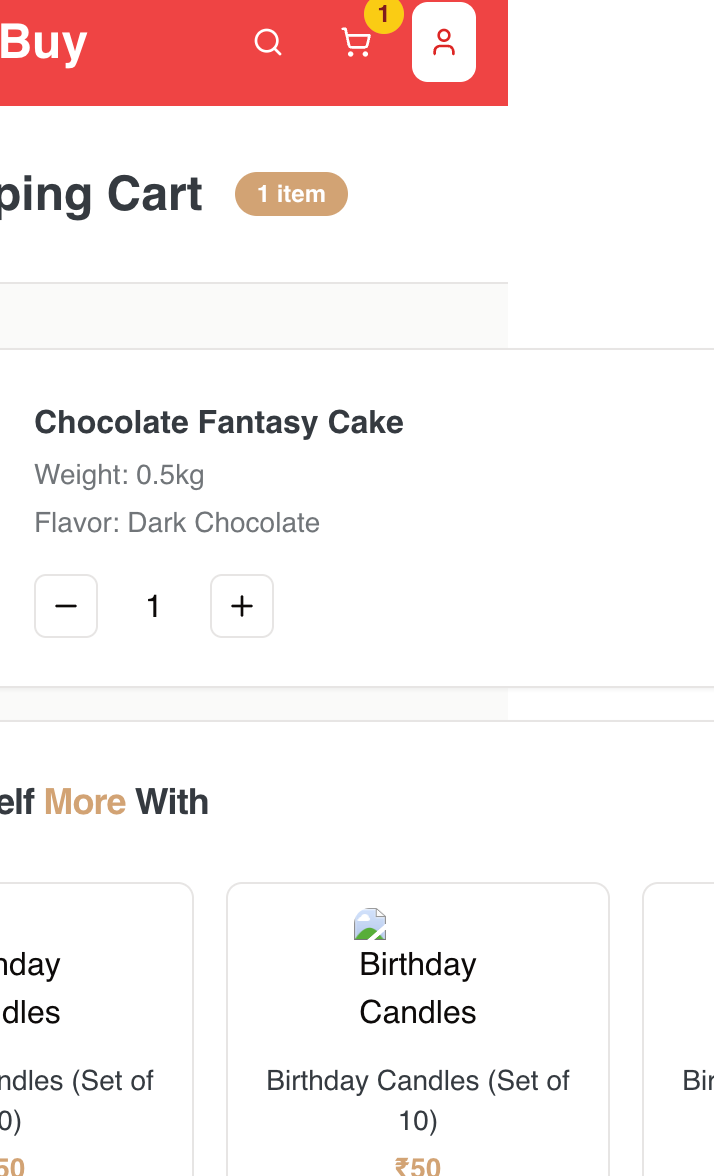 Buy
1
ping Cart
1 item
Chocolate Fantasy Cake
Weight: 0.5kg
Flavor: Dark Chocolate
1
elf More With
nday
dles
ndles (Set of
0)
50
Birthday
Candles
Birthday Candles (Set of
10)
₹50
Bir